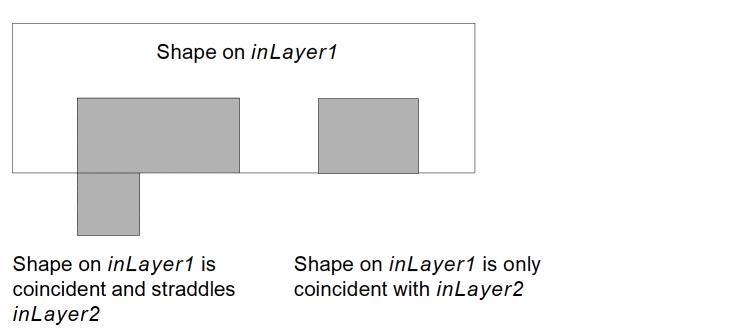 Shape on inLayer1
Shape on inLayer1 is
coincident and straddles
inLayer2
Shape on inLayer1 is only
coincident with inLayer2